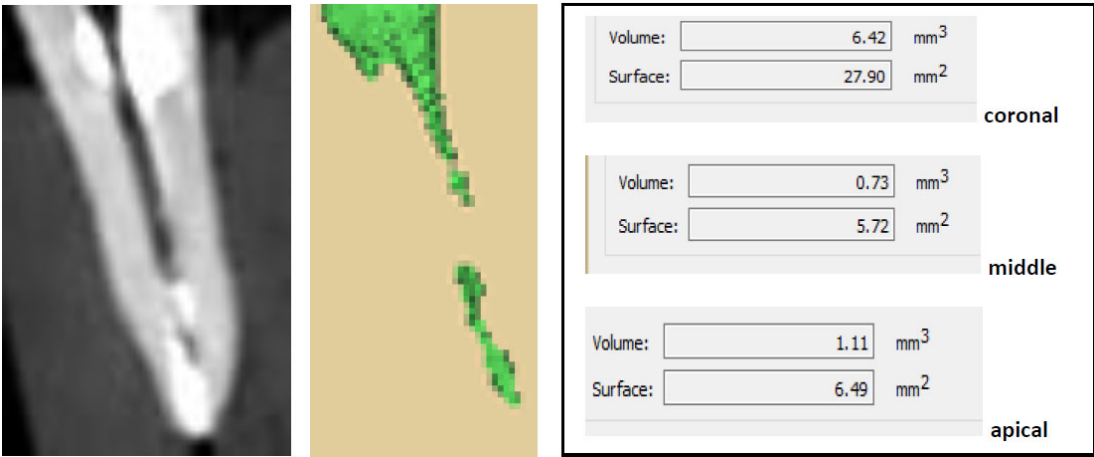 Volume: 6.42 mm3
Surface: 27.90 mm2
coronal
Volume: 0.73 mm3
Surface: 5.72 mm2
middle
Volume: 1.11 mm3
Surface: 6.49 mm2
apical